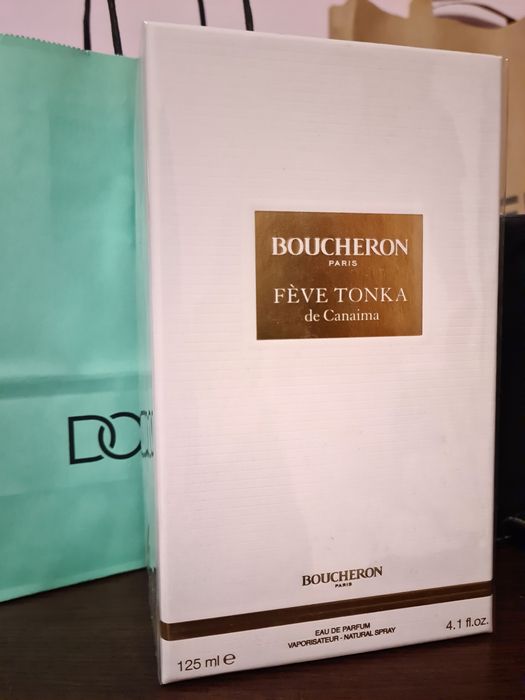 BOUCHERON
PARIS
FÈVE TONKA
de Canaima
BOUCHERON
PARIS
EAU DE PARFUM
VAPORISATEUR - NATURAL SPRAY
125 ml e
4.1 fl.oz.